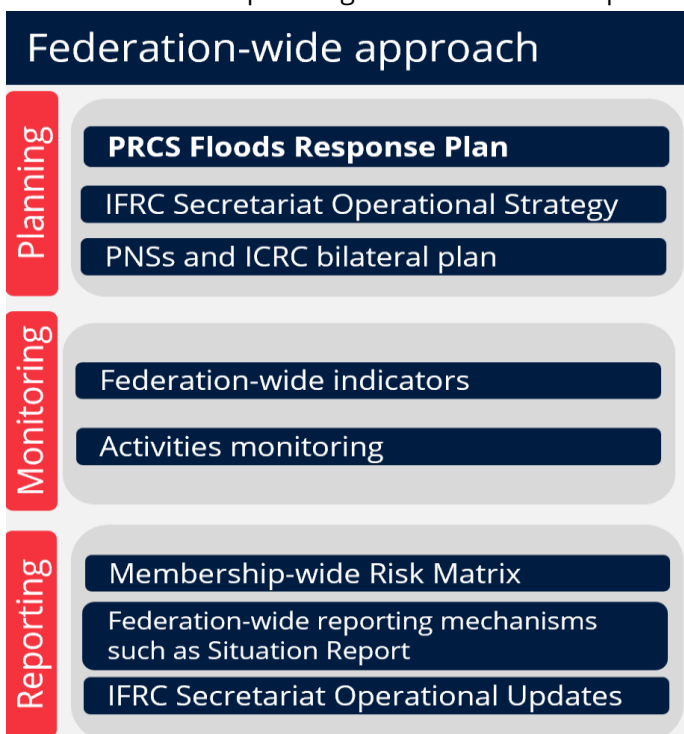 Federation-wide approach
Planning
PRCS Floods Response Plan
IFRC Secretariat Operational Strategy
PNSs and ICRC bilateral plan
Monitoring
Federation-wide indicators
Activities monitoring
Reporting
Membership-wide Risk Matrix
Federation-wide reporting mechanisms
such as Situation Report
IFRC Secretariat Operational Updates